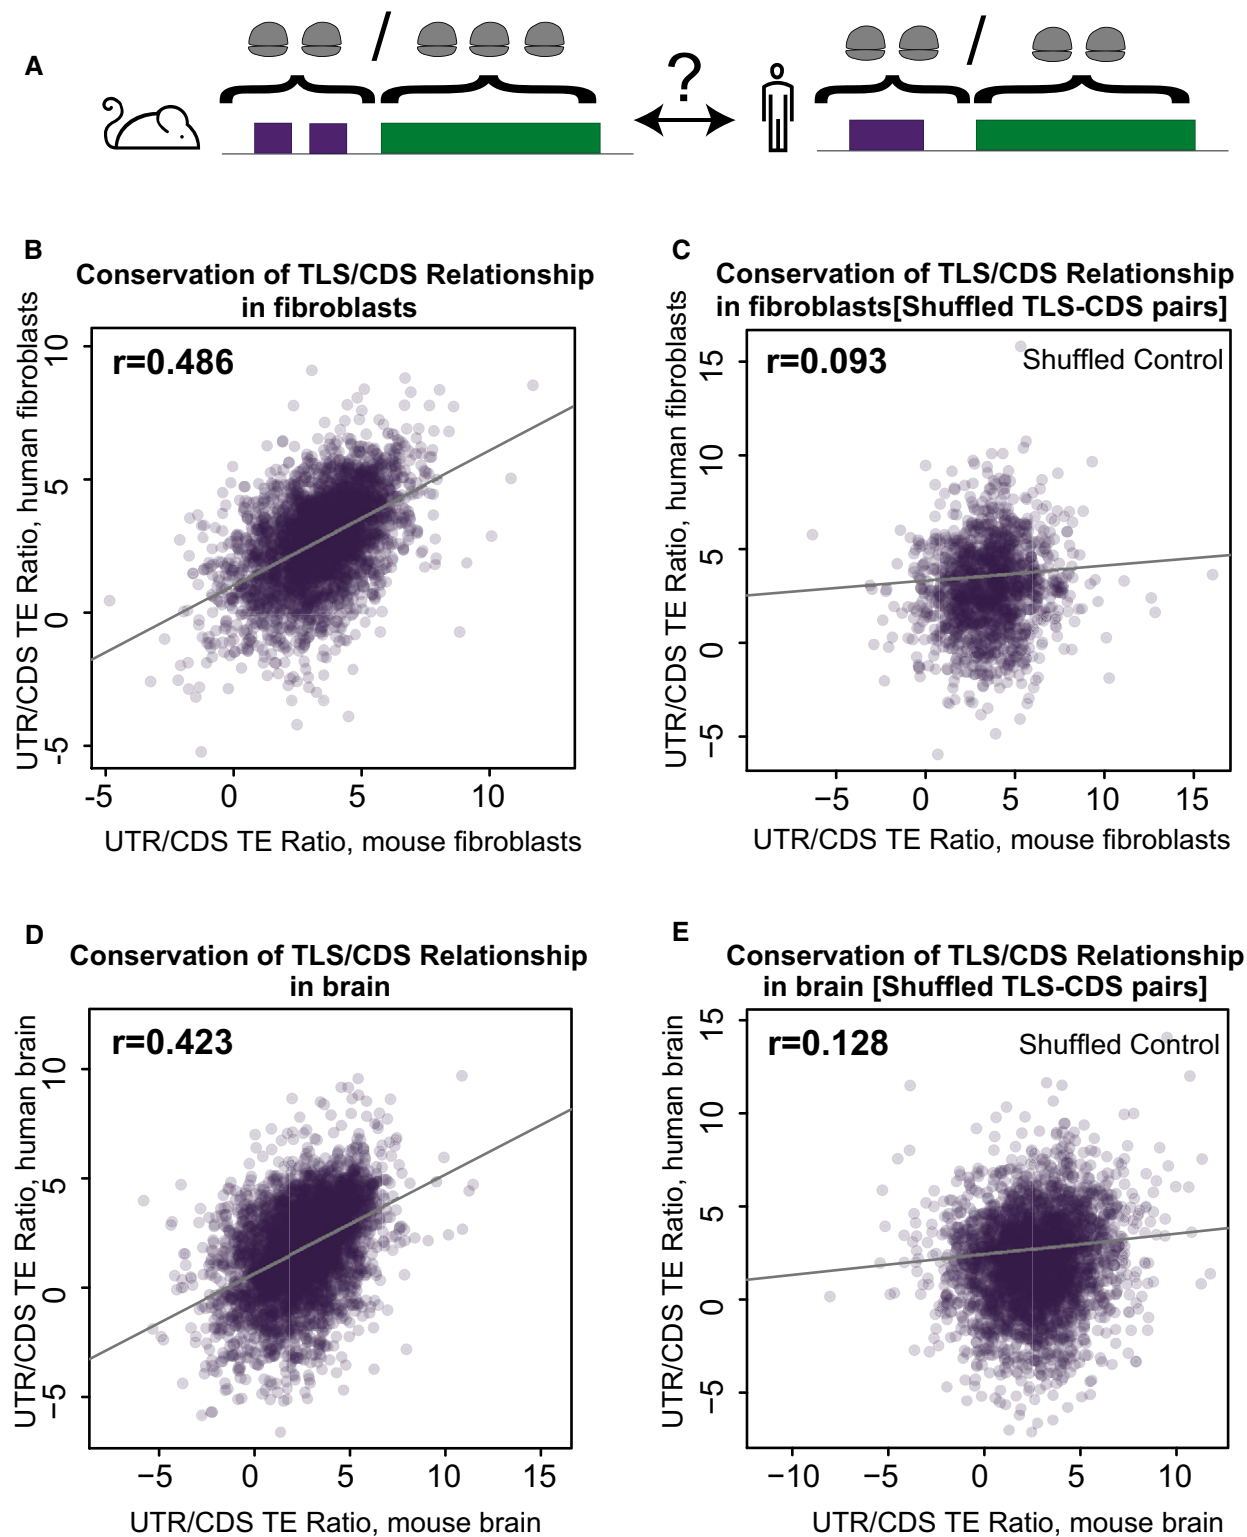 A
/
?
/
B
Conservation of TLS/CDS Relationship
in fibroblasts
UTR/CDS TE Ratio, human fibroblasts
10
5
0
-5
r=0.486
-5 0 5 10
UTR/CDS TE Ratio, mouse fibroblasts
C
Conservation of TLS/CDS Relationship
in fibroblasts[Shuffled TLS-CDS pairs]
UTR/CDS TE Ratio, human fibroblasts
15
10
5
0
−5
r=0.093
Shuffled Control
−5 0 5 10 15
UTR/CDS TE Ratio, mouse fibroblasts
D
Conservation of TLS/CDS Relationship
in brain
UTR/CDS TE Ratio, human brain
10
5
0
−5
r=0.423
−5 0 5 10 15
UTR/CDS TE Ratio, mouse brain
E
Conservation of TLS/CDS Relationship
in brain [Shuffled TLS-CDS pairs]
UTR/CDS TE Ratio, human brain
15
10
5
0
−5
r=0.128
Shuffled Control
−10 −5 0 5 10
UTR/CDS TE Ratio, mouse brain